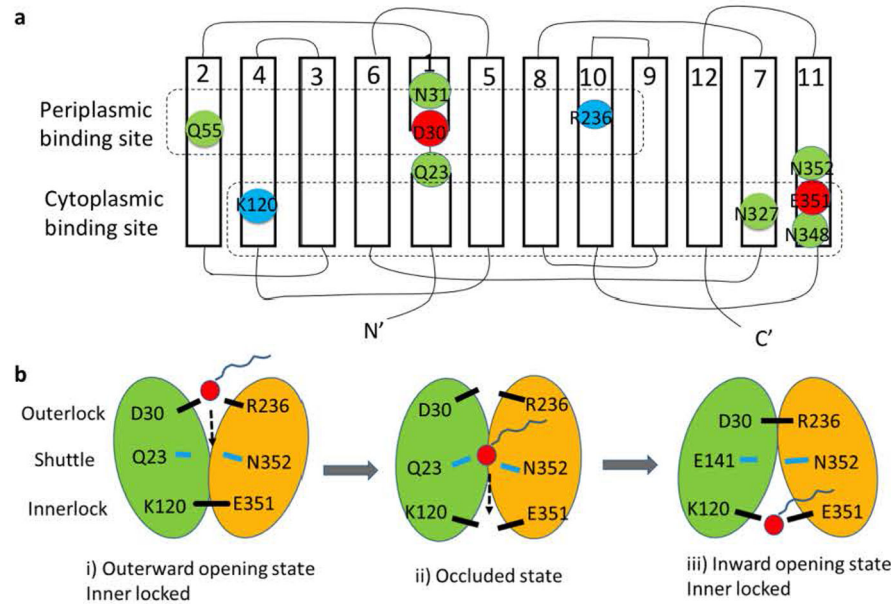 a
2 4 3 6 1 5 8 10 9 12 7 11
Periplasmic
binding site
N31
Q55
D30
R236
Q23
N352
Cytoplasmic
binding site
K120
E351
N327
N348
N’
C’
b
Outerlock
D30
R236
D30
R236
D30
R236
Shuttle
Q23
N352
Q23
N352
E141
N352
Innerlock
K120
E351
K120
E351
K120
E351
i) Outerward opening state
Inner locked
ii) Occluded state
iii) Inward opening state
Inner locked